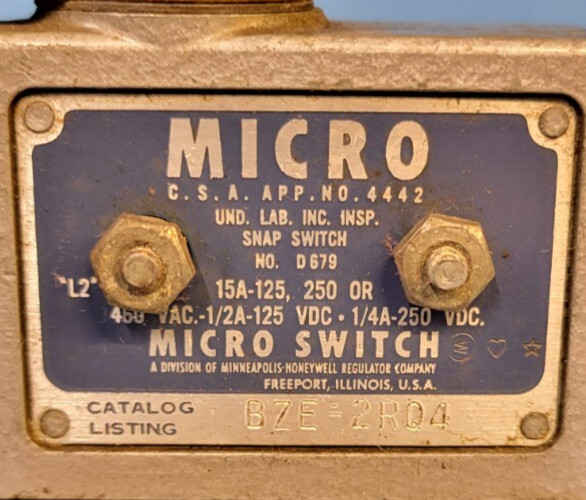 MICRO
C.S.A. APP. NO. 4442
UND. LAB. INC. INSP.
SNAP SWITCH
NO. D679
"L2" 15A-125, 250 OR
460 VAC.-1/2A-125 VDC • 1/4A-250 VDC.
MICRO SWITCH
A DIVISION OF MINNEAPOLIS-HONEYWELL REGULATOR COMPANY
FREEPORT, ILLINOIS, U.S.A.
CATALOG LISTING BZE-2RQ4